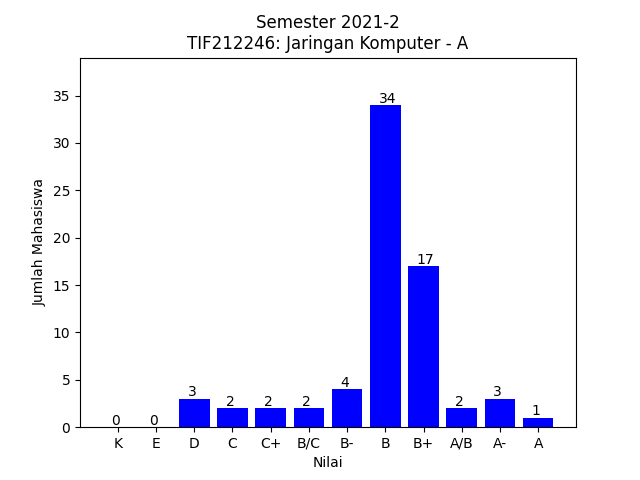 Semester 2021-2
TIF212246: Jaringan Komputer - A
Jumlah Mahasiswa
35
30
25
20
15
10
5
0
0 0 3 2 2 2 4 34 17 2 3 1
K E D C C+ B/C B- B B+ A/B A- A
Nilai